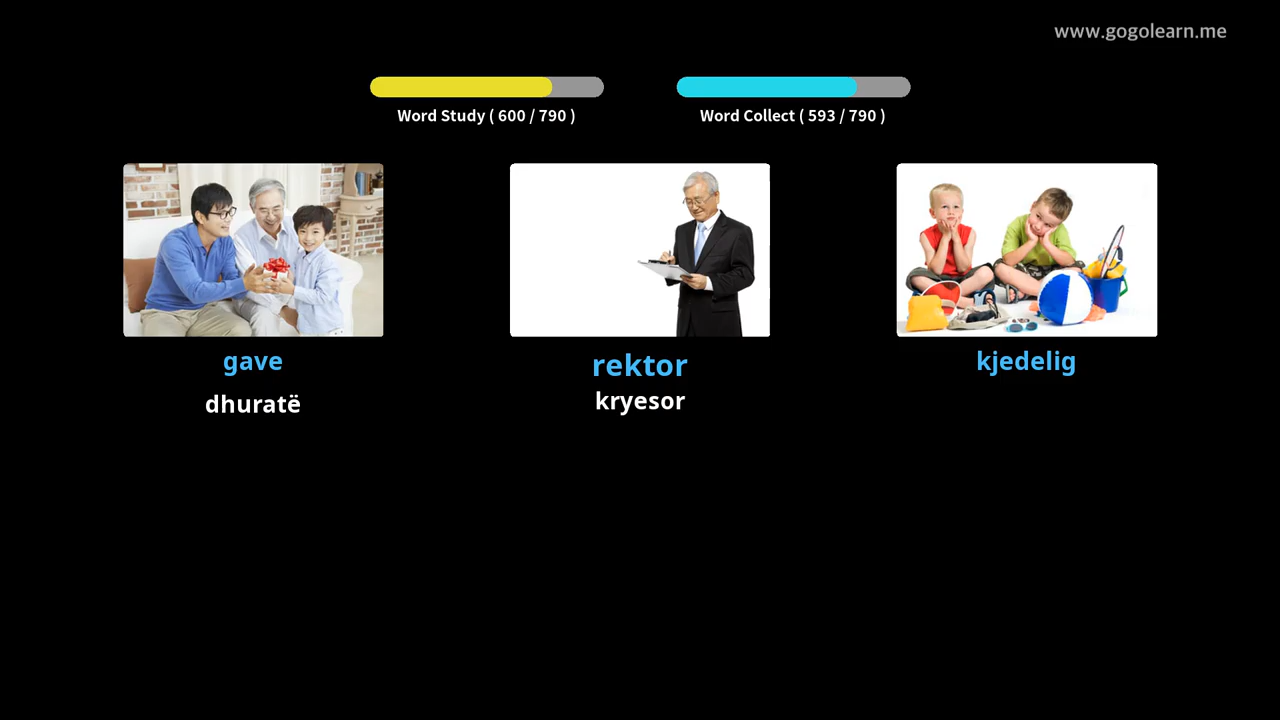 www.gogolearn.me
Word Study ( 600 / 790 )
Word Collect ( 593 / 790 )
gave
rektor
kjedelig
dhuratë
kryesor